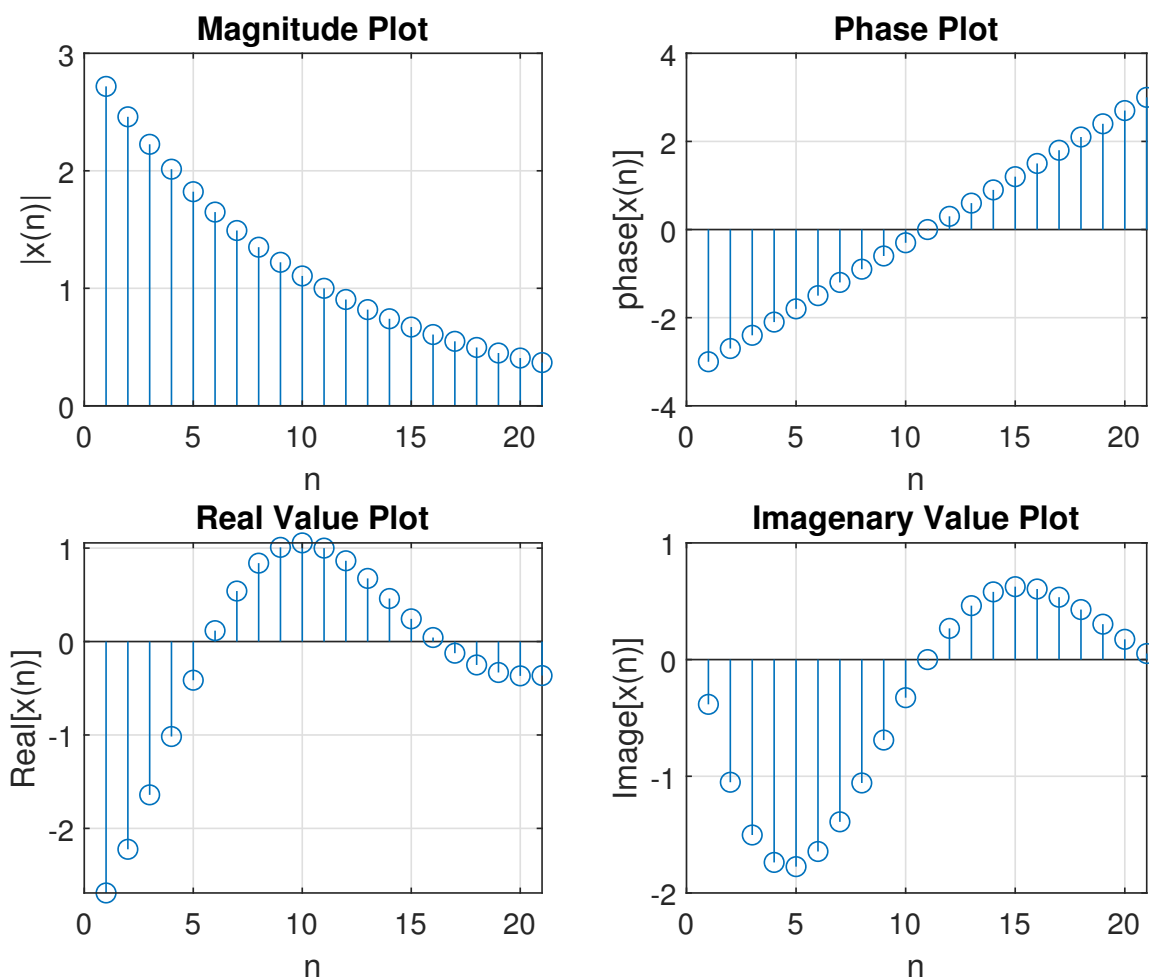 Magnitude Plot
3
2
1
0
|x(n)|
0 5 10 15 20
n
Phase Plot
4
2
0
-2
-4
phase[x(n)]
0 5 10 15 20
n
Real Value Plot
1
0
-1
-2
Real[x(n)]
0 5 10 15 20
n
Imagenary Value Plot
1
0
-1
-2
Image[x(n)]
0 5 10 15 20
n